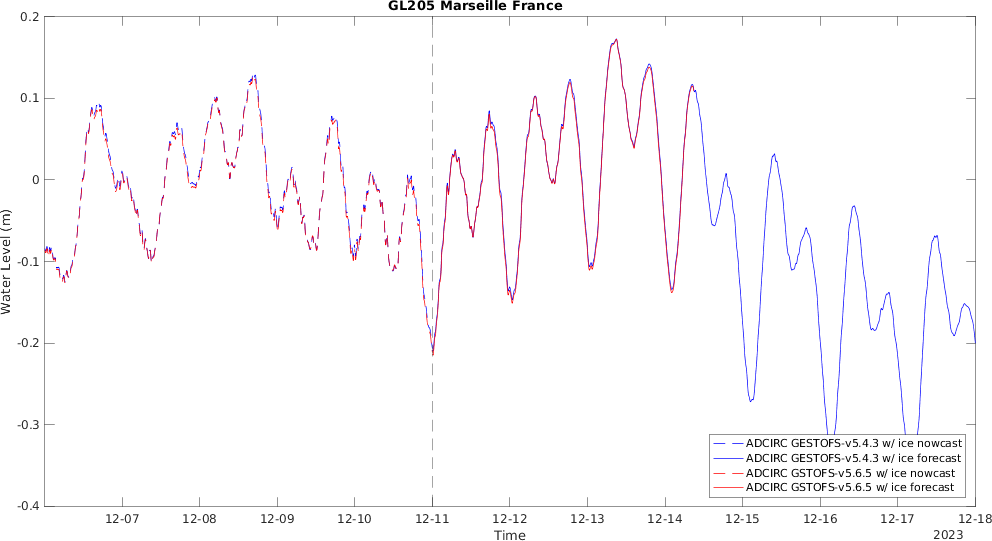 GL205 Marseille France
0.2
0.1
0
-0.1
-0.2
-0.3
-0.4
Water Level (m)
ADCIRC GESTOFS-v5.4.3 w/ ice nowcast
ADCIRC GESTOFS-v5.4.3 w/ ice forecast
ADCIRC GSTOFS-v5.6.5 w/ ice nowcast
ADCIRC GSTOFS-v5.6.5 w/ ice forecast
12-07 12-08 12-09 12-10 12-11 12-12 12-13 12-14 12-15 12-16 12-17 12-18
Time
2023